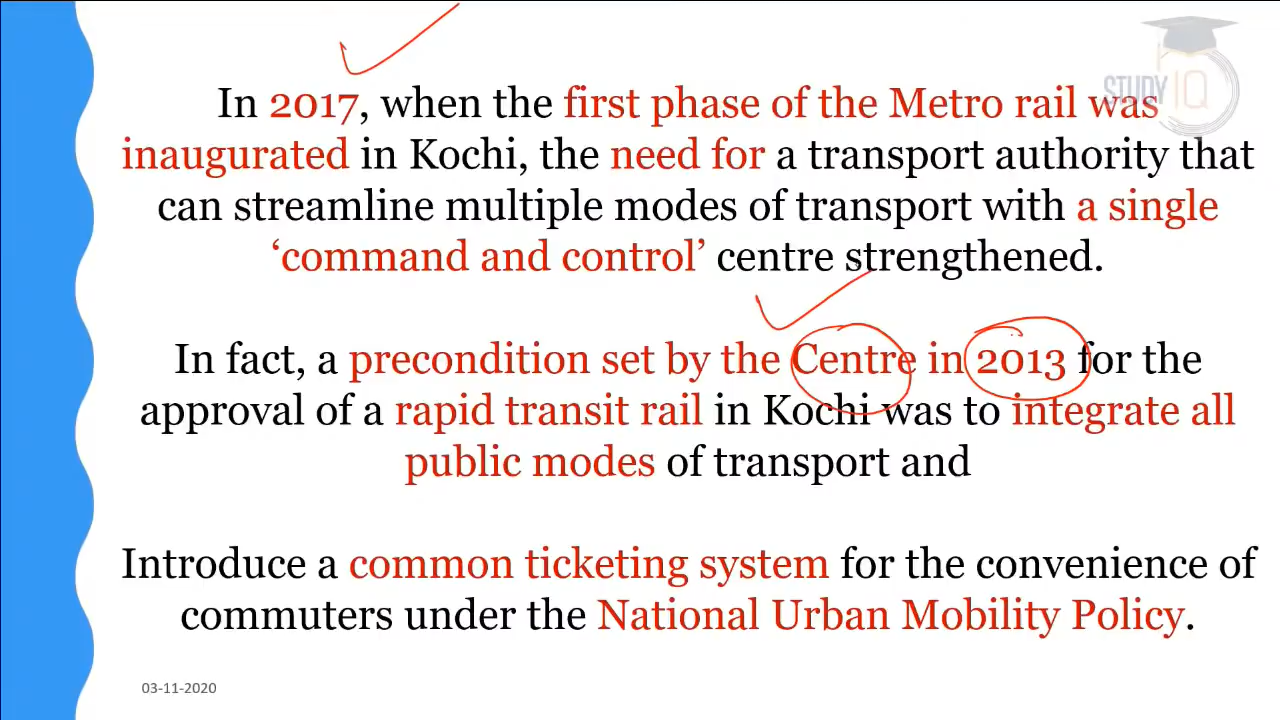 STUDY IQ
In 2017, when the first phase of the Metro rail was
inaugurated in Kochi, the need for a transport authority that
can streamline multiple modes of transport with a single
‘command and control’ centre strengthened.
In fact, a precondition set by the Centre in 2013 for the
approval of a rapid transit rail in Kochi was to integrate all
public modes of transport and
Introduce a common ticketing system for the convenience of
commuters under the National Urban Mobility Policy.
03-11-2020